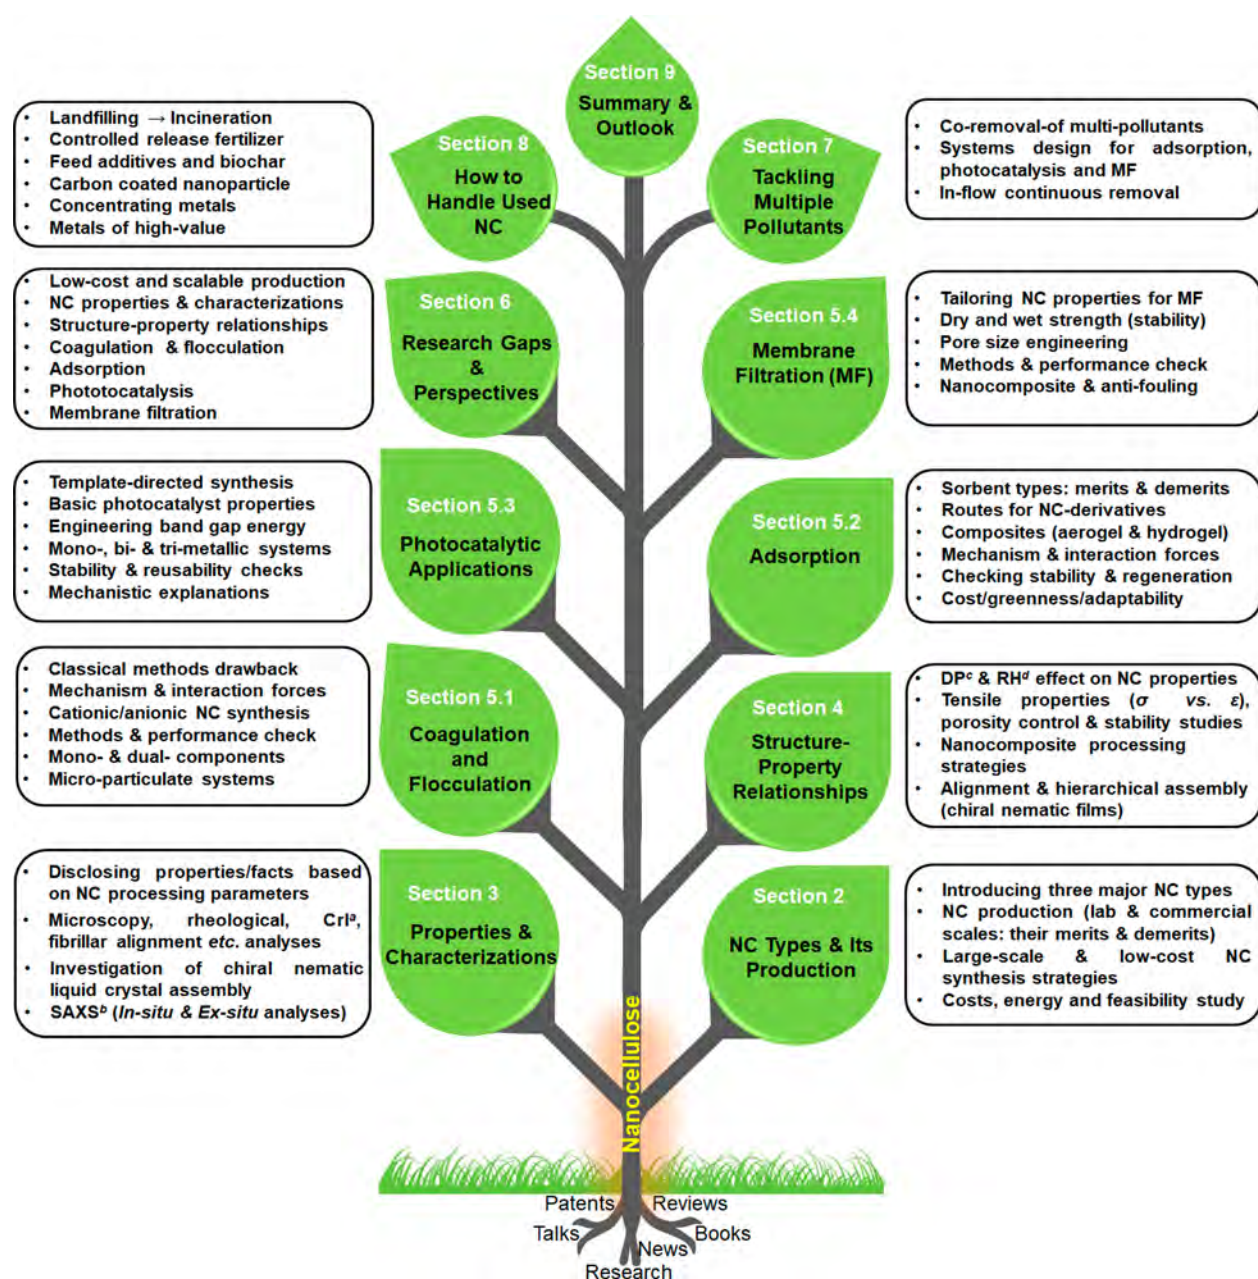 Section 9
Summary &
Outlook
• Landfilling → Incineration
• Controlled release fertilizer
• Feed additives and biochar
• Carbon coated nanoparticle
• Concentrating metals
• Metals of high-value
Section 8
How to
Handle Used
NC
Section 7
Tackling
Multiple
Pollutants
• Co-removal-of multi-pollutants
• Systems design for adsorption,
photocatalysis and MF
• In-flow continuous removal
• Low-cost and scalable production
• NC properties & characterizations
• Structure-property relationships
• Coagulation & flocculation
• Adsorption
• Phototocatalysis
• Membrane filtration
Section 6
Research Gaps
&
Perspectives
Section 5.4
Membrane
Filtration (MF)
• Tailoring NC properties for MF
• Dry and wet strength (stability)
• Pore size engineering
• Methods & performance check
• Nanocomposite & anti-fouling
• Template-directed synthesis
• Basic photocatalyst properties
• Engineering band gap energy
• Mono-, bi- & tri-metallic systems
• Stability & reusability checks
• Mechanistic explanations
Section 5.3
Photocatalytic
Applications
Section 5.2
Adsorption
• Sorbent types: merits & demerits
• Routes for NC-derivatives
• Composites (aerogel & hydrogel)
• Mechanism & interaction forces
• Checking stability & regeneration
• Cost/greenness/adaptability
• Classical methods drawback
• Mechanism & interaction forces
• Cationic/anionic NC synthesis
• Methods & performance check
• Mono- & dual- components
• Micro-particulate systems
Section 5.1
Coagulation
and
Flocculation
Section 4
Structure-
Property
Relationships
• DPᶜ & RHᵈ effect on NC properties
• Tensile properties (σ vs. ε),
porosity control & stability studies
• Nanocomposite processing
strategies
• Alignment & hierarchical assembly
(chiral nematic films)
• Disclosing properties/facts based
on NC processing parameters
• Microscopy, rheological, CrIᵃ,
fibrillar alignment etc. analyses
• Investigation of chiral nematic
liquid crystal assembly
• SAXSᵇ (In-situ & Ex-situ analyses)
Section 3
Properties &
Characterizations
Section 2
NC Types & Its
Production
• Introducing three major NC types
• NC production (lab & commercial
scales: their merits & demerits)
• Large-scale & low-cost NC
synthesis strategies
• Costs, energy and feasibility study
Nanocellulose
Patents
Reviews
Talks
Books
News
Research